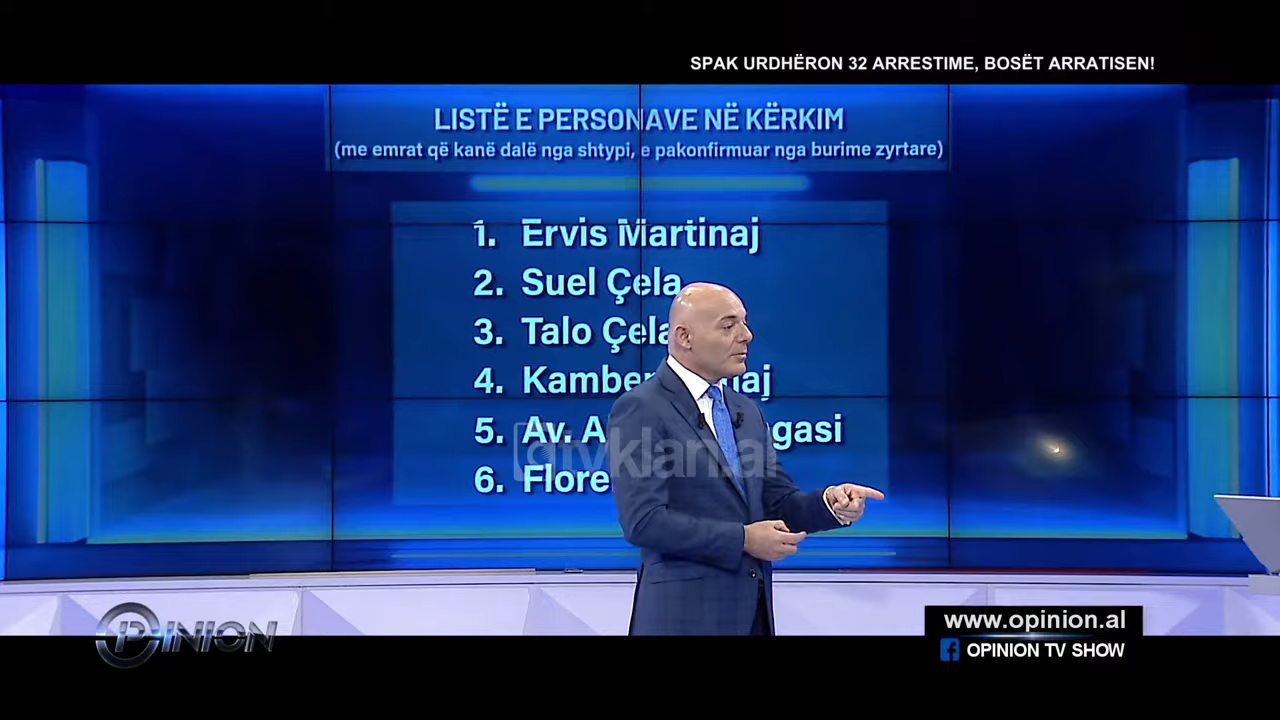 SPAK URDHËRON 32 ARRESTIME, BOSËT ARRATISEN!
LISTË E PERSONAVE NË KËRKIM
(me emrat që kanë dalë nga shtypi, e pakonfirmuar nga burime zyrtare)
1. Ervis Martinaj
2. Suel Çela
3. Talo Çela
4.
5. Av.
6.
dtvklan.al
OPINION
www.opinion.al
OPINION TV SHOW